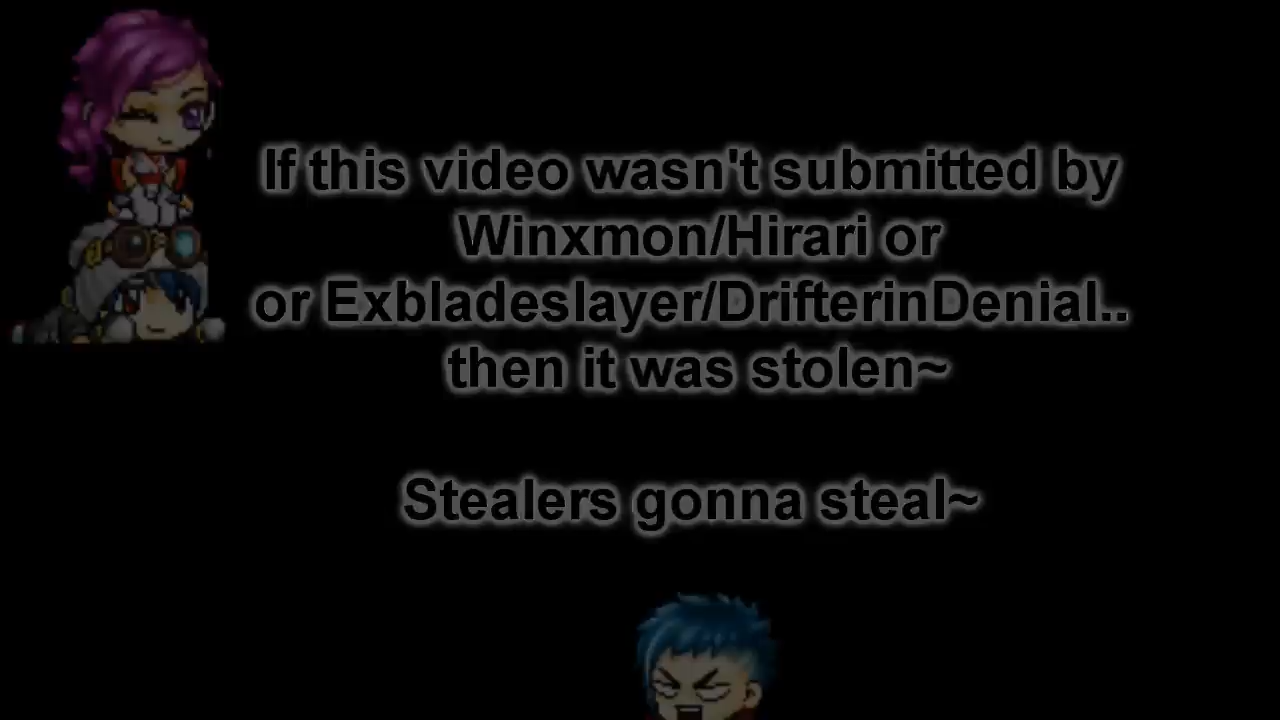 If this video wasn't submitted by
Winxmon/Hirari or
or Exbladeslayer/DrifterinDenial..
then it was stolen~
Stealers gonna steal~